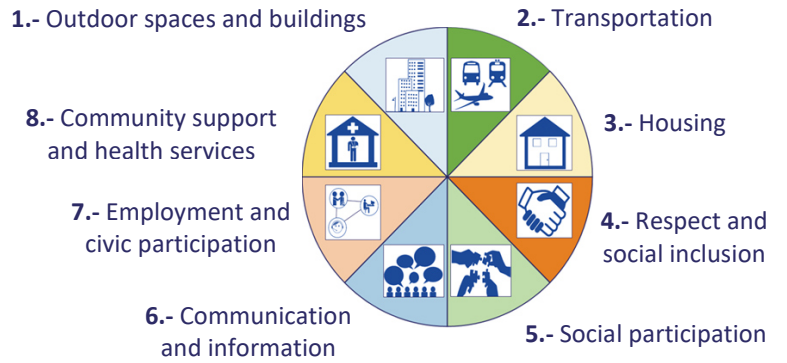 1.- Outdoor spaces and buildings
2.- Transportation
3.- Housing
4.- Respect and
social inclusion
5.- Social participation
6.- Communication
and information
7.- Employment and
civic participation
8.- Community support
and health services